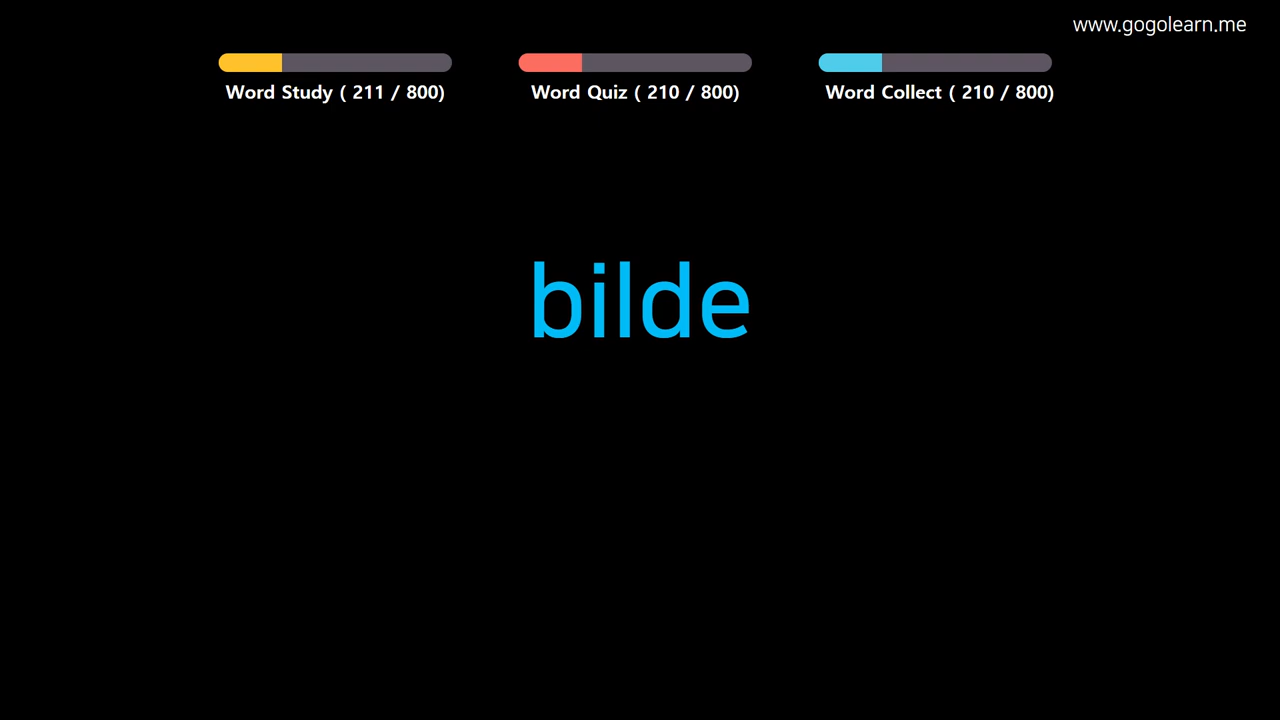 www.gogolearn.me
Word Study ( 211 / 800)
Word Quiz ( 210 / 800)
Word Collect ( 210 / 800)
bilde